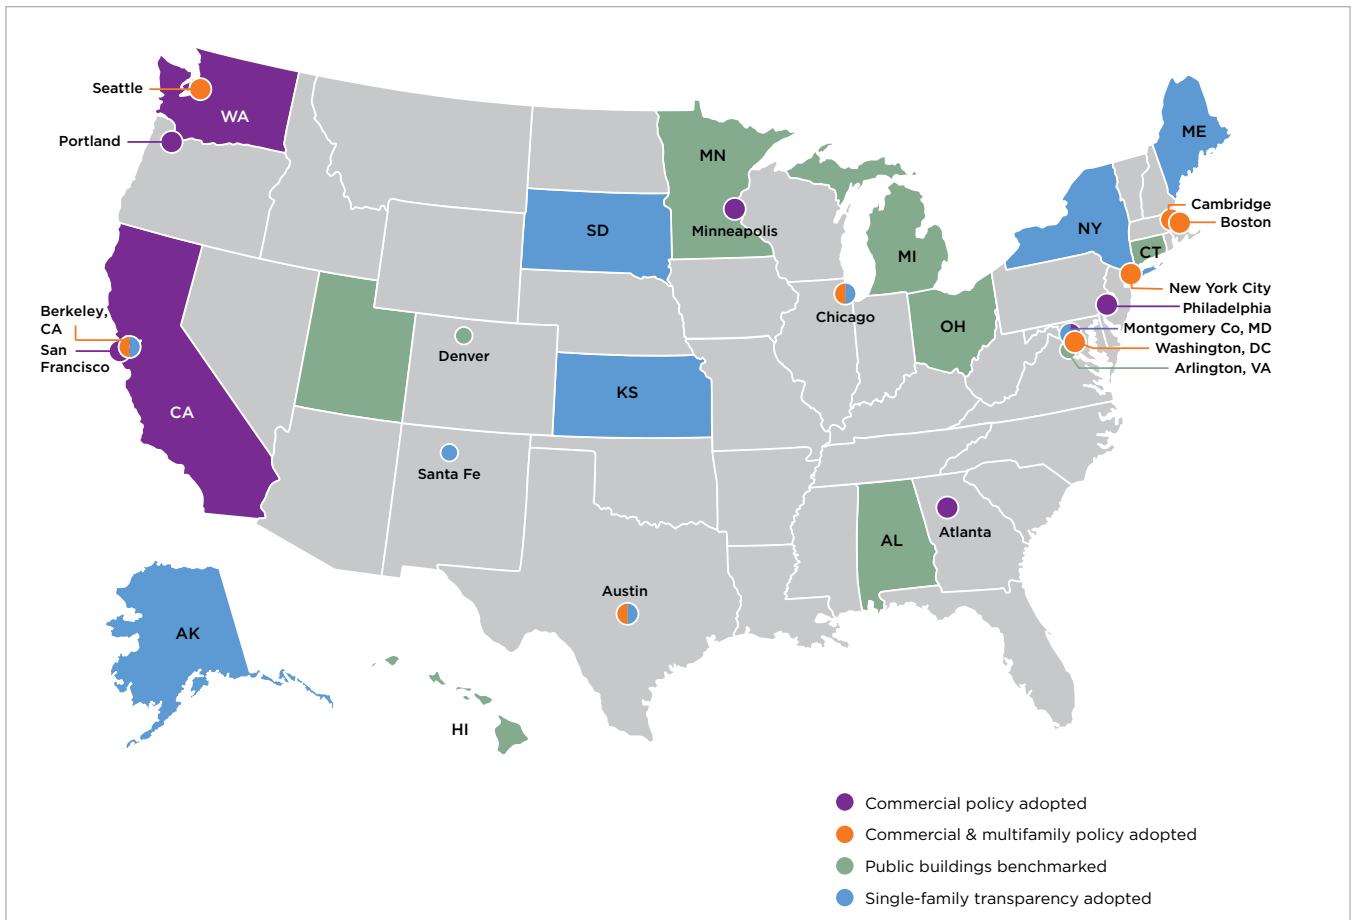 Seattle
WA
Portland
MN
ME
Cambridge
Boston
SD
Minneapolis
NY
CT
MI
New York City
Philadelphia
Berkeley,
CA
San
Francisco
Chicago
OH
Montgomery Co, MD
Washington, DC
Arlington, VA
Denver
KS
CA
Santa Fe
Atlanta
AL
Austin
AK
HI
Commercial policy adopted
Commercial & multifamily policy adopted
Public buildings benchmarked
Single-family transparency adopted